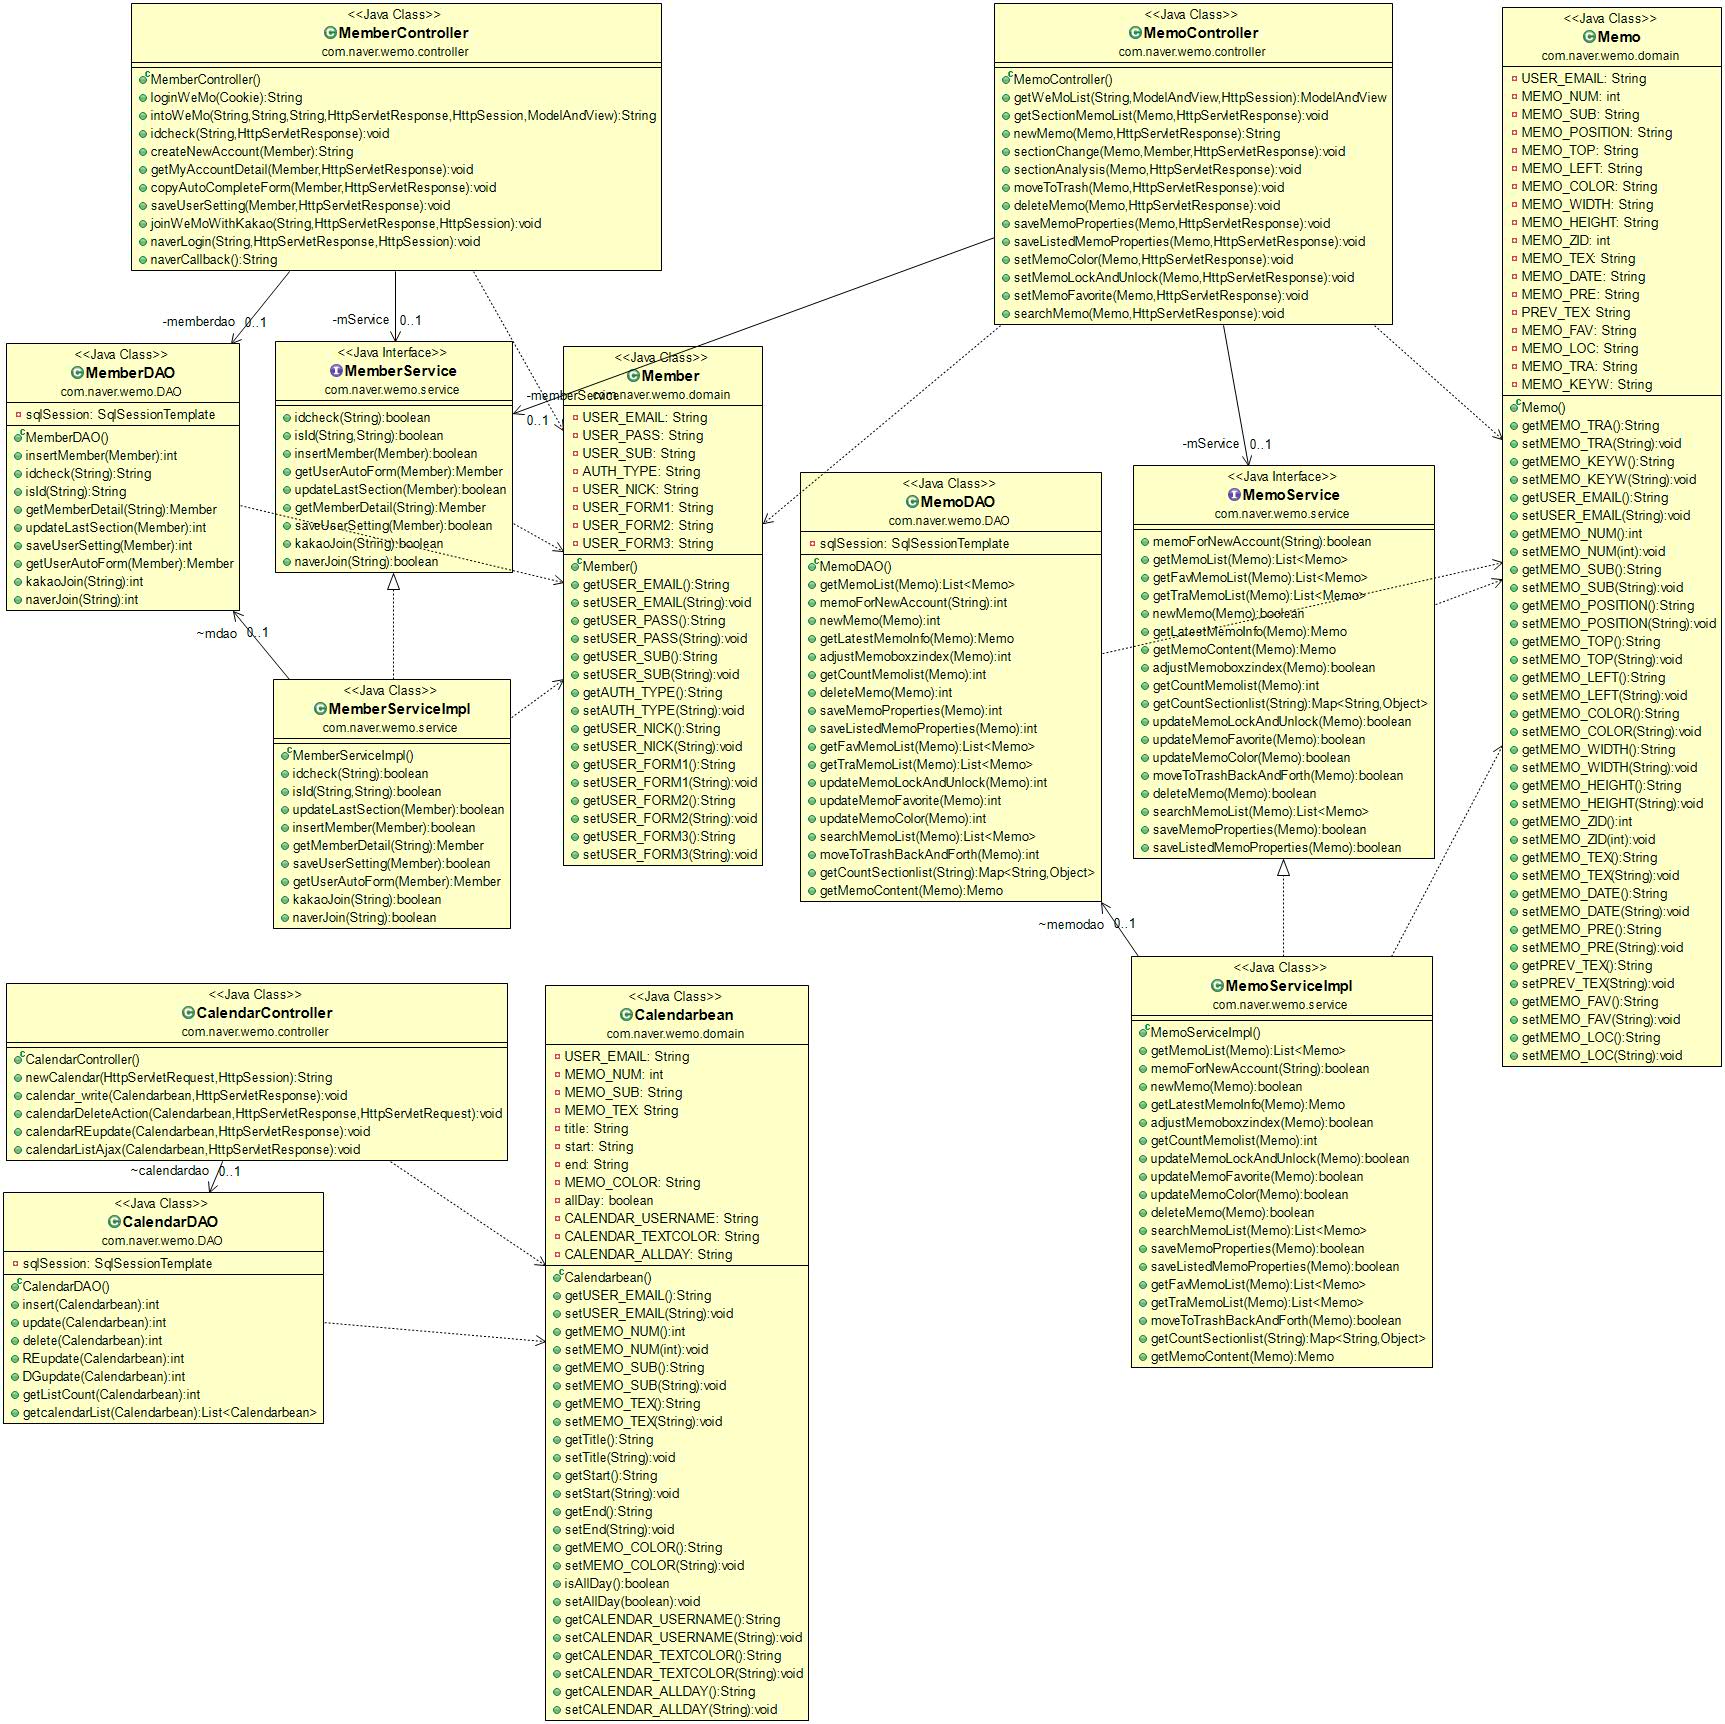 <<Java Class>>
MemberController
com.naver.wemo.controller
MemberController()
loginWeMo(Cookie):String
intoWeMo(String,String,String,HttpServletResponse,HttpSession,ModelAndView):String
idcheck(String,HttpServletResponse):void
createNewAccount(Member):String
getMyAccountDetail(Member,HttpServletResponse):void
copyAutoCompleteForm(Member,HttpServletResponse):void
saveUserSetting(Member,HttpServletResponse):void
joinWeMoWithKakao(String,HttpServletResponse,HttpSession):void
naverLogin(String,HttpServletResponse,HttpSession):void
naverCallback():String
<<Java Class>>
MemoController
com.naver.wemo.controller
MemoController()
getWeMoList(String,ModelAndView,HttpSession):ModelAndView
getSectionMemoList(Memo,HttpServletResponse):void
newMemo(Memo,HttpServletResponse):String
sectionChange(Memo,Member,HttpServletResponse):void
sectionAnalysis(Memo,HttpServletResponse):void
moveToTrash(Memo,HttpServletResponse):void
deleteMemo(Memo,HttpServletResponse):void
saveMemoProperties(Memo,HttpServletResponse):void
saveListedMemoProperties(Memo,HttpServletResponse):void
setMemoColor(Memo,HttpServletResponse):void
setMemoLockAndUnlock(Memo,HttpServletResponse):void
setMemoFavorite(Memo,HttpServletResponse):void
searchMemo(Memo,HttpServletResponse):void
<<Java Class>>
Memo
com.naver.wemo.domain
USER_EMAIL: String
MEMO_NUM: int
MEMO_SUB: String
MEMO_POSITION: String
MEMO_TOP: String
MEMO_LEFT: String
MEMO_COLOR: String
MEMO_WIDTH: String
MEMO_HEIGHT: String
MEMO_ZID: int
MEMO_TEX: String
MEMO_DATE: String
MEMO_PRE: String
PREV_TEX: String
MEMO_FAV: String
MEMO_LOC: String
MEMO_TRA: String
MEMO_KEYW: String
Memo()
getMEMO_TRA():String
setMEMO_TRA(String):void
getMEMO_KEYW():String
setMEMO_KEYW(String):void
getUSER_EMAIL():String
setUSER_EMAIL(String):void
getMEMO_NUM():int
setMEMO_NUM(int):void
getMEMO_SUB():String
setMEMO_SUB(String):void
getMEMO_POSITION():String
setMEMO_POSITION(String):void
getMEMO_TOP():String
setMEMO_TOP(String):void
getMEMO_LEFT():String
setMEMO_LEFT(String):void
getMEMO_COLOR():String
setMEMO_COLOR(String):void
getMEMO_WIDTH():String
setMEMO_WIDTH(String):void
getMEMO_HEIGHT():String
setMEMO_HEIGHT(String):void
getMEMO_ZID():int
setMEMO_ZID(int):void
getMEMO_TEX():String
setMEMO_TEX(String):void
getMEMO_DATE():String
setMEMO_DATE(String):void
getMEMO_PRE():String
setMEMO_PRE(String):void
getPREV_TEX():String
setPREV_TEX(String):void
getMEMO_FAV():String
setMEMO_FAV(String):void
getMEMO_LOC():String
setMEMO_LOC(String):void
-memberdao 0..1
-mService 0..1
-memberService
0..1
-mService 0..1
<<Java Class>>
MemberDAO
com.naver.wemo.DAO
sqlSession: SqlSessionTemplate
MemberDAO()
insertMember(Member):int
idcheck(String):String
isId(String):String
getMemberDetail(String):Member
updateLastSection(Member):int
saveUserSetting(Member):int
getUserAutoForm(Member):Member
kakaoJoin(String):int
naverJoin(String):int
<<Java Interface>>
MemberService
com.naver.wemo.service
idcheck(String):boolean
isId(String,String):boolean
insertMember(Member):boolean
getUserAutoForm(Member):Member
updateLastSection(Member):boolean
getMemberDetail(String):Member
saveUserSetting(Member):boolean
kakaoJoin(String):boolean
naverJoin(String):boolean
<<Java Class>>
Member
com.naver.wemo.domain
USER_EMAIL: String
USER_PASS: String
USER_SUB: String
AUTH_TYPE: String
USER_NICK: String
USER_FORM1: String
USER_FORM2: String
USER_FORM3: String
Member()
getUSER_EMAIL():String
setUSER_EMAIL(String):void
getUSER_PASS():String
setUSER_PASS(String):void
getUSER_SUB():String
setUSER_SUB(String):void
getAUTH_TYPE():String
setAUTH_TYPE(String):void
getUSER_NICK():String
setUSER_NICK(String):void
getUSER_FORM1():String
setUSER_FORM1(String):void
getUSER_FORM2():String
setUSER_FORM2(String):void
getUSER_FORM3():String
setUSER_FORM3(String):void
<<Java Class>>
MemoDAO
com.naver.wemo.DAO
sqlSession: SqlSessionTemplate
MemoDAO()
getMemoList(Memo):List<Memo>
memoForNewAccount(String):int
newMemo(Memo):int
getLatestMemoInfo(Memo):Memo
adjustMemoboxzindex(Memo):int
getCountMemolist(Memo):int
deleteMemo(Memo):int
saveMemoProperties(Memo):int
saveListedMemoProperties(Memo):int
getFavMemoList(Memo):List<Memo>
getTraMemoList(Memo):List<Memo>
updateMemoLockAndUnlock(Memo):int
updateMemoFavorite(Memo):int
updateMemoColor(Memo):int
searchMemoList(Memo):List<Memo>
moveToTrashBackAndForth(Memo):int
getCountSectionlist(String):Map<String,Object>
getMemoContent(Memo):Memo
<<Java Interface>>
MemoService
com.naver.wemo.service
memoForNewAccount(String):boolean
getMemoList(Memo):List<Memo>
getFavMemoList(Memo):List<Memo>
getTraMemoList(Memo):List<Memo>
newMemo(Memo):boolean
getLatestMemoInfo(Memo):Memo
getMemoContent(Memo):Memo
adjustMemoboxzindex(Memo):boolean
getCountMemolist(Memo):int
getCountSectionlist(String):Map<String,Object>
updateMemoLockAndUnlock(Memo):boolean
updateMemoFavorite(Memo):boolean
updateMemoColor(Memo):boolean
moveToTrashBackAndForth(Memo):boolean
deleteMemo(Memo):boolean
searchMemoList(Memo):List<Memo>
saveMemoProperties(Memo):boolean
saveListedMemoProperties(Memo):boolean
~mdao 0..1
<<Java Class>>
MemberServiceImpl
com.naver.wemo.service
MemberServiceImpl()
idcheck(String):boolean
isId(String,String):boolean
updateLastSection(Member):boolean
insertMember(Member):boolean
getMemberDetail(String):Member
saveUserSetting(Member):boolean
getUserAutoForm(Member):Member
kakaoJoin(String):boolean
naverJoin(String):boolean
~memodao 0..1
<<Java Class>>
MemoServiceImpl
com.naver.wemo.service
MemoServiceImpl()
getMemoList(Memo):List<Memo>
memoForNewAccount(String):boolean
newMemo(Memo):boolean
getLatestMemoInfo(Memo):Memo
adjustMemoboxzindex(Memo):boolean
getCountMemolist(Memo):int
updateMemoLockAndUnlock(Memo):boolean
updateMemoFavorite(Memo):boolean
updateMemoColor(Memo):boolean
deleteMemo(Memo):boolean
searchMemoList(Memo):List<Memo>
saveMemoProperties(Memo):boolean
saveListedMemoProperties(Memo):boolean
getFavMemoList(Memo):List<Memo>
getTraMemoList(Memo):List<Memo>
moveToTrashBackAndForth(Memo):boolean
getCountSectionlist(String):Map<String,Object>
getMemoContent(Memo):Memo
<<Java Class>>
CalendarController
com.naver.wemo.controller
CalendarController()
newCalendar(HttpServletRequest,HttpSession):String
calendar_write(Calendarbean,HttpServletResponse):void
calendarDeleteAction(Calendarbean,HttpServletResponse,HttpServletRequest):void
calendarREupdate(Calendarbean,HttpServletResponse):void
calendarListAjax(Calendarbean,HttpServletResponse):void
~calendardao 0..1
<<Java Class>>
CalendarDAO
com.naver.wemo.DAO
sqlSession: SqlSessionTemplate
CalendarDAO()
insert(Calendarbean):int
update(Calendarbean):int
delete(Calendarbean):int
REupdate(Calendarbean):int
DGupdate(Calendarbean):int
getListCount(Calendarbean):int
getcalendarList(Calendarbean):List<Calendarbean>
<<Java Class>>
Calendarbean
com.naver.wemo.domain
USER_EMAIL: String
MEMO_NUM: int
MEMO_SUB: String
MEMO_TEX: String
title: String
start: String
end: String
MEMO_COLOR: String
allDay: boolean
CALENDAR_USERNAME: String
CALENDAR_TEXTCOLOR: String
CALENDAR_ALLDAY: String
Calendarbean()
getUSER_EMAIL():String
setUSER_EMAIL(String):void
getMEMO_NUM():int
setMEMO_NUM(int):void
getMEMO_SUB():String
setMEMO_SUB(String):void
getMEMO_TEX():String
setMEMO_TEX(String):void
getTitle():String
setTitle(String):void
getStart():String
setStart(String):void
getEnd():String
setEnd(String):void
getMEMO_COLOR():String
setMEMO_COLOR(String):void
isAllDay():boolean
setAllDay(boolean):void
getCALENDAR_USERNAME():String
setCALENDAR_USERNAME(String):void
getCALENDAR_TEXTCOLOR():String
setCALENDAR_TEXTCOLOR(String):void
getCALENDAR_ALLDAY():String
setCALENDAR_ALLDAY(String):void